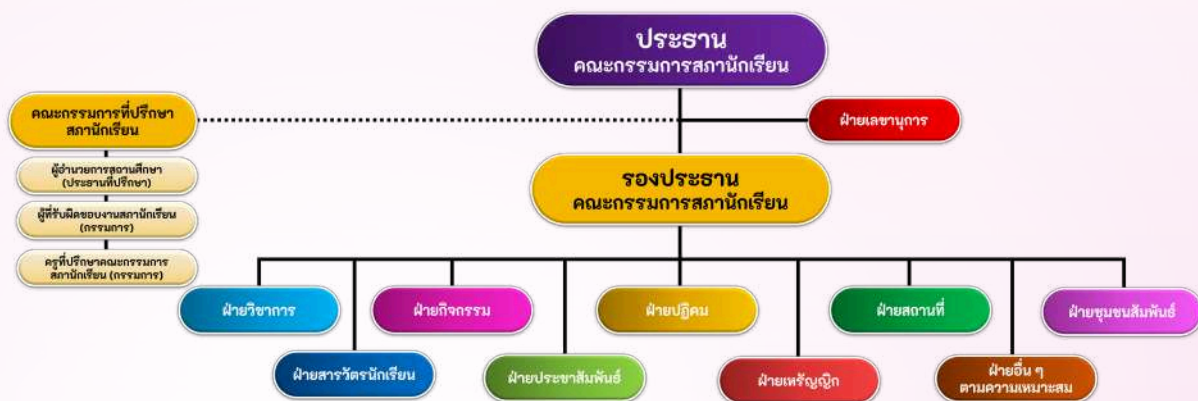 ประธาน
คณะกรรมการสภานักเรียน
คณะกรรมการที่ปรึกษา
สภานักเรียน
ฝ่ายเลขานุการ
ผู้อำนวยการสถานศึกษา
(ประธานที่ปรึกษา)
ผู้ที่รับผิดชอบงานสภานักเรียน
(กรรมการ)
ครูที่ปรึกษาคณะกรรมการ
สภานักเรียน (กรรมการ)
รองประธาน
คณะกรรมการสภานักเรียน
ฝ่ายวิชาการ
ฝ่ายกิจกรรม
ฝ่ายปฏิคม
ฝ่ายสถานที่
ฝ่ายชุมชนสัมพันธ์
ฝ่ายสารวัตรนักเรียน
ฝ่ายประชาสัมพันธ์
ฝ่ายเหรัญญิก
ฝ่ายอื่น ๆ
ตามความเหมาะสม